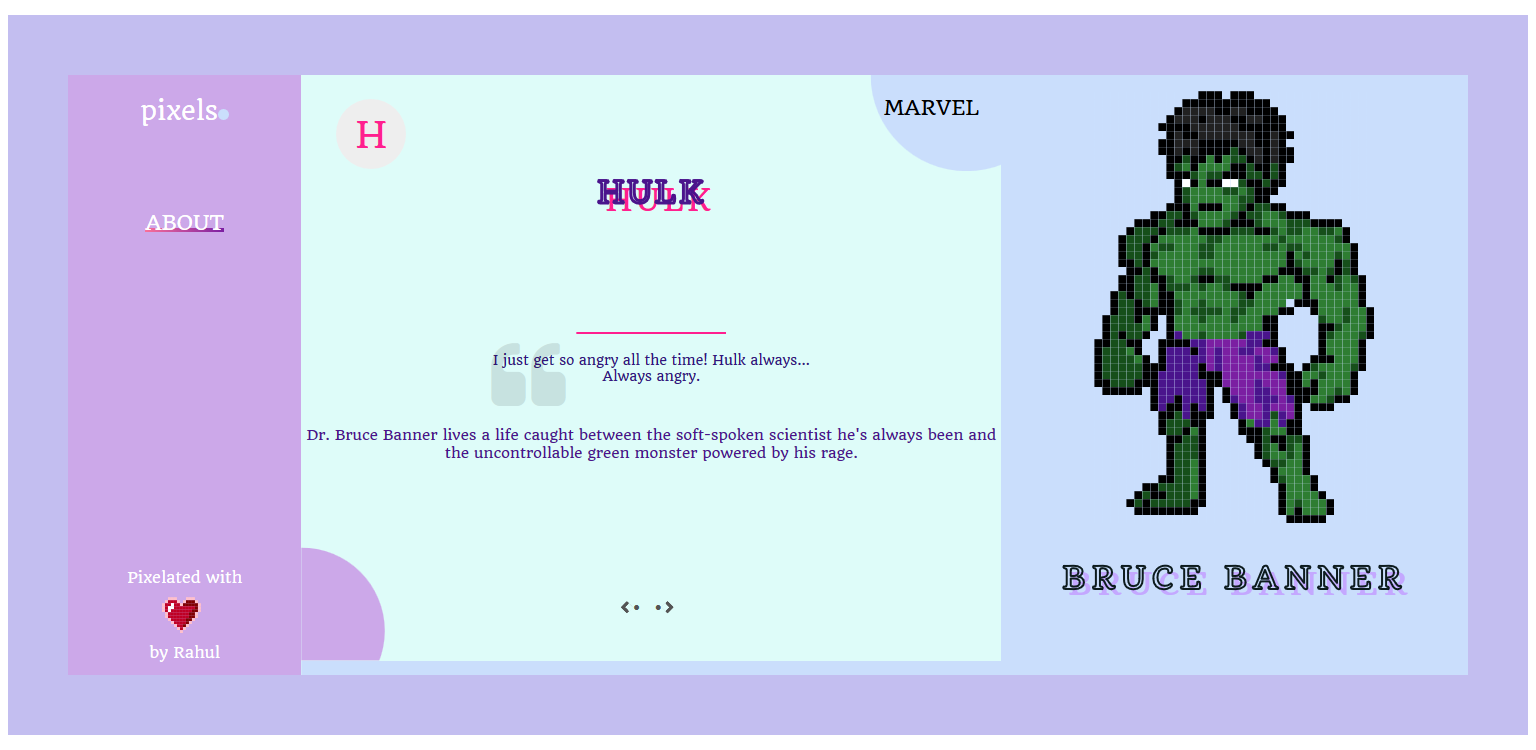 pixels
ABOUT
Pixelated with
by Rahul
H
MARVEL
HULK
I just get so angry all the time! Hulk always...
Always angry.
Dr. Bruce Banner lives a life caught between the soft-spoken scientist he's always been and
the uncontrollable green monster powered by his rage.
BRUCE BANNER